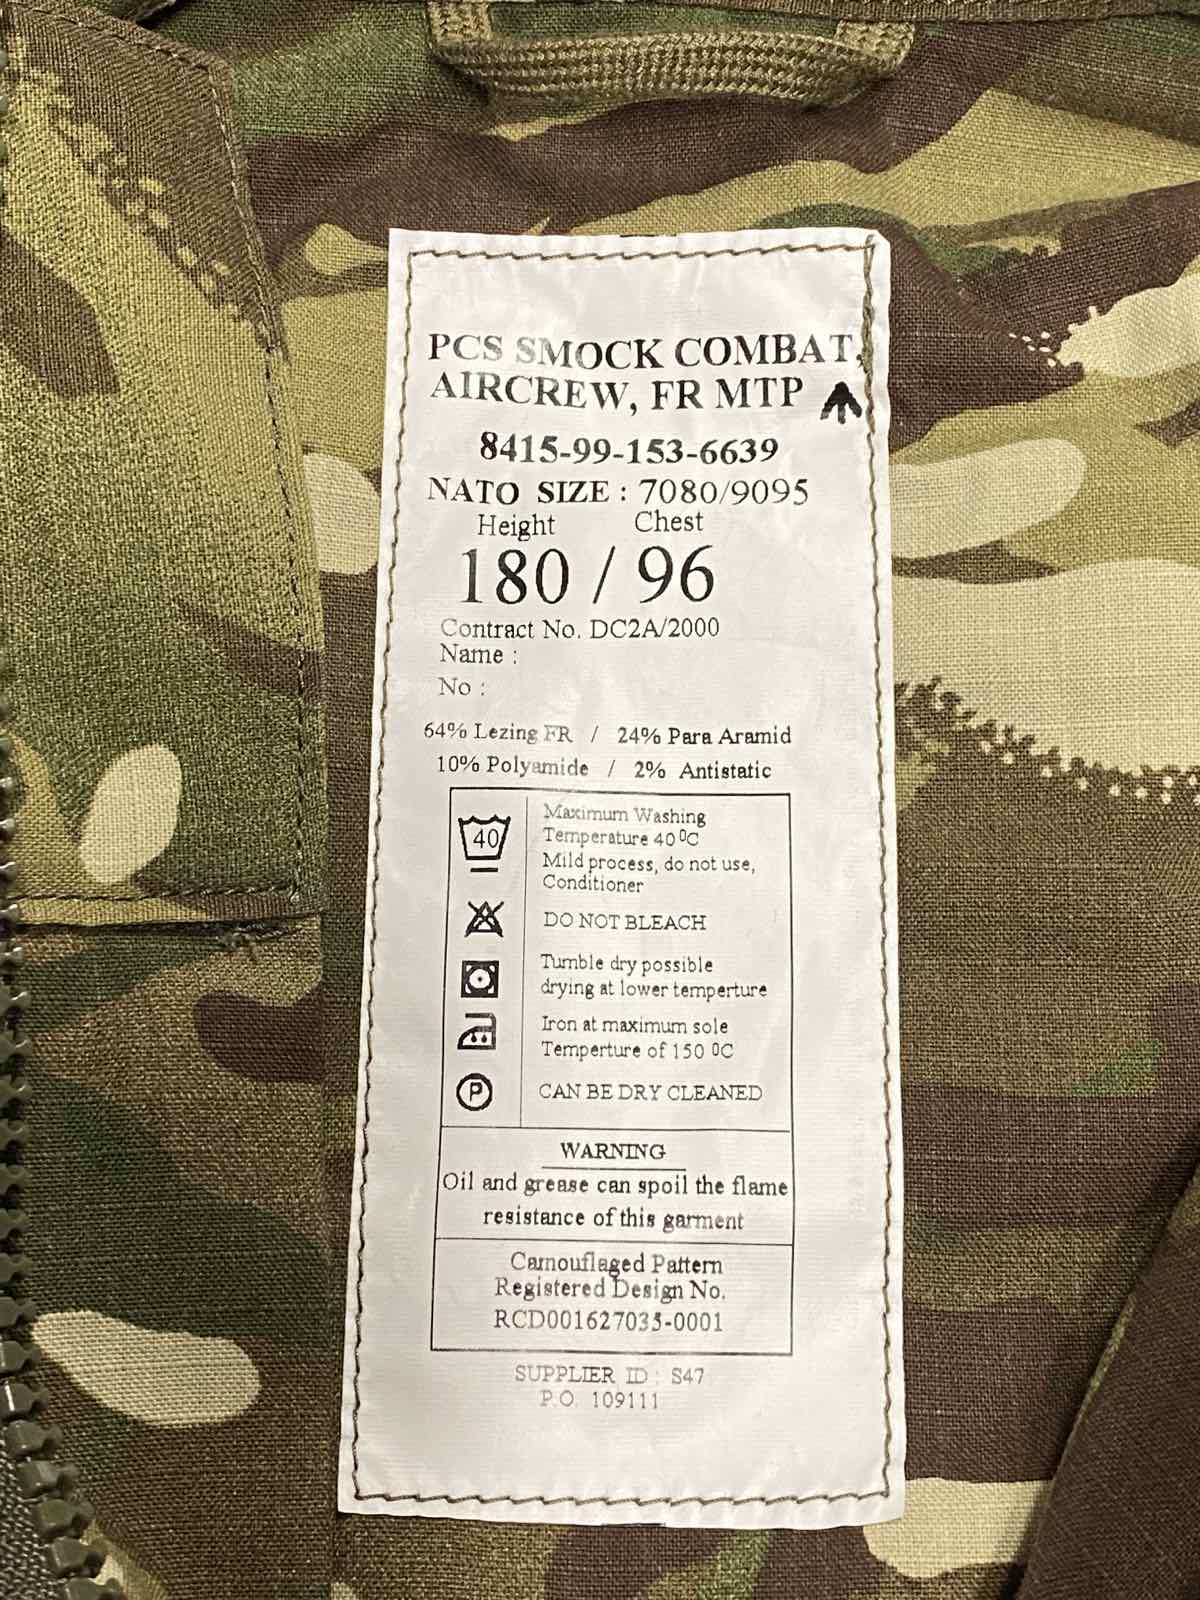 PCS SMOCK COMBAT,
AIRCREW, FR MTP
8415-99-153-6639
NATO SIZE : 7080/9095
Height Chest
180 / 96
Contract No. DC2A/2000
Name :
No :
64% Lezing FR / 24% Para Aramid
10% Polyamide / 2% Antistatic
40
Maximum Washing
Temperature 40 ⁰C
Mild process, do not use,
Conditioner
DO NOT BLEACH
Tumble dry possible
drying at lower temperture
Iron at maximum sole
Temperture of 150 ⁰C
P
CAN BE DRY CLEANED
WARNING
Oil and grease can spoil the flame
resistance of this garment
Camouflaged Pattern
Registered Design No.
RCD001627035-0001
SUPPLIER ID : S47
P.O. 109111